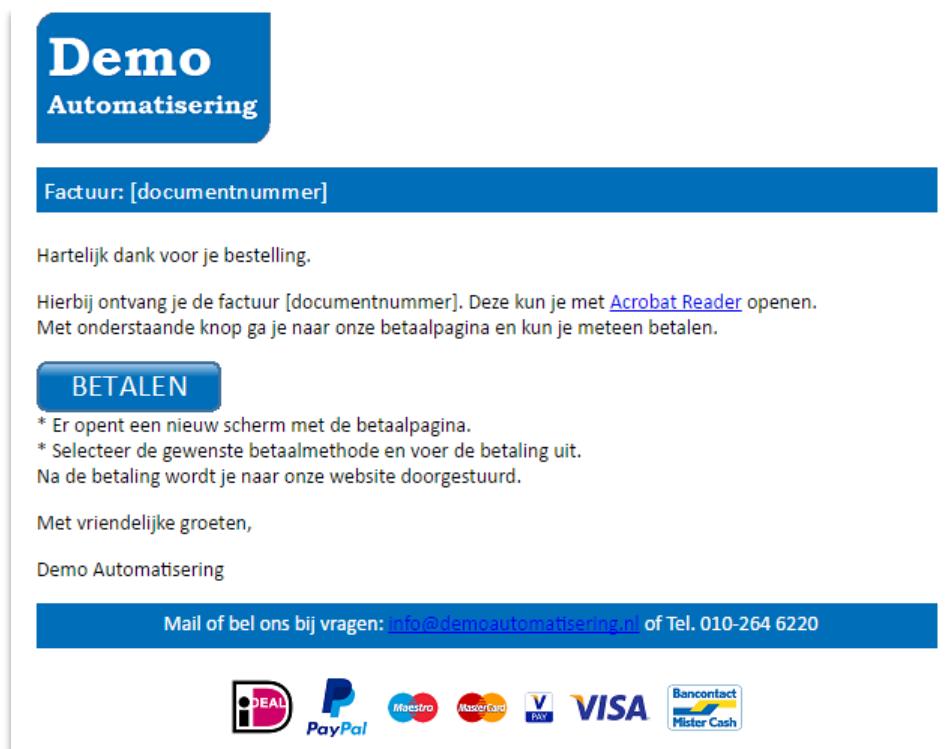 Demo
Automatisering
Factuur: [documentnummer]
Hartelijk dank voor je bestelling.
Hierbij ontvang je de factuur [documentnummer]. Deze kun je met Acrobat Reader openen.
Met onderstaande knop ga je naar onze betaalpagina en kun je meteen betalen.
BETALEN
* Er opent een nieuw scherm met de betaalpagina.
* Selecteer de gewenste betaalmethode en voer de betaling uit.
Na de betaling wordt je naar onze website doorgestuurd.
Met vriendelijke groeten,
Demo Automatisering
Mail of bel ons bij vragen: info@demoautomatisering.nl of Tel. 010-264 6220
iDEAL PayPal Maestro MasterCard V PAY VISA Bancontact Mister Cash